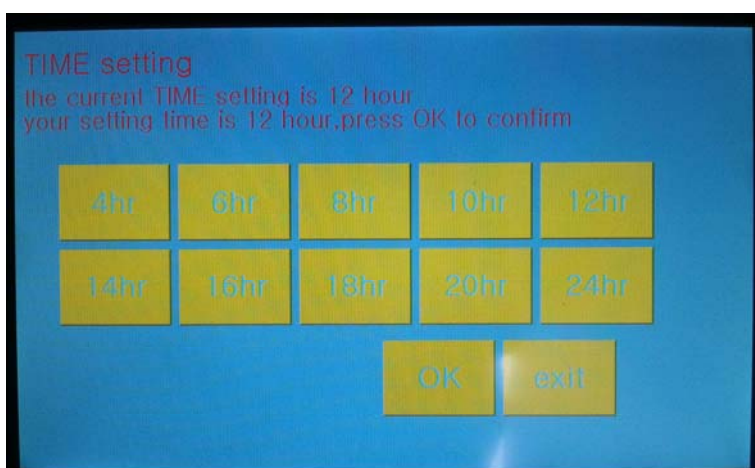 TIME setting
the current TIME setting is 12 hour
your setting time is 12 hour,press OK to confirm
4hr 6hr 8hr 10hr 12hr
14hr 16hr 18hr 20hr 24hr
OK exit